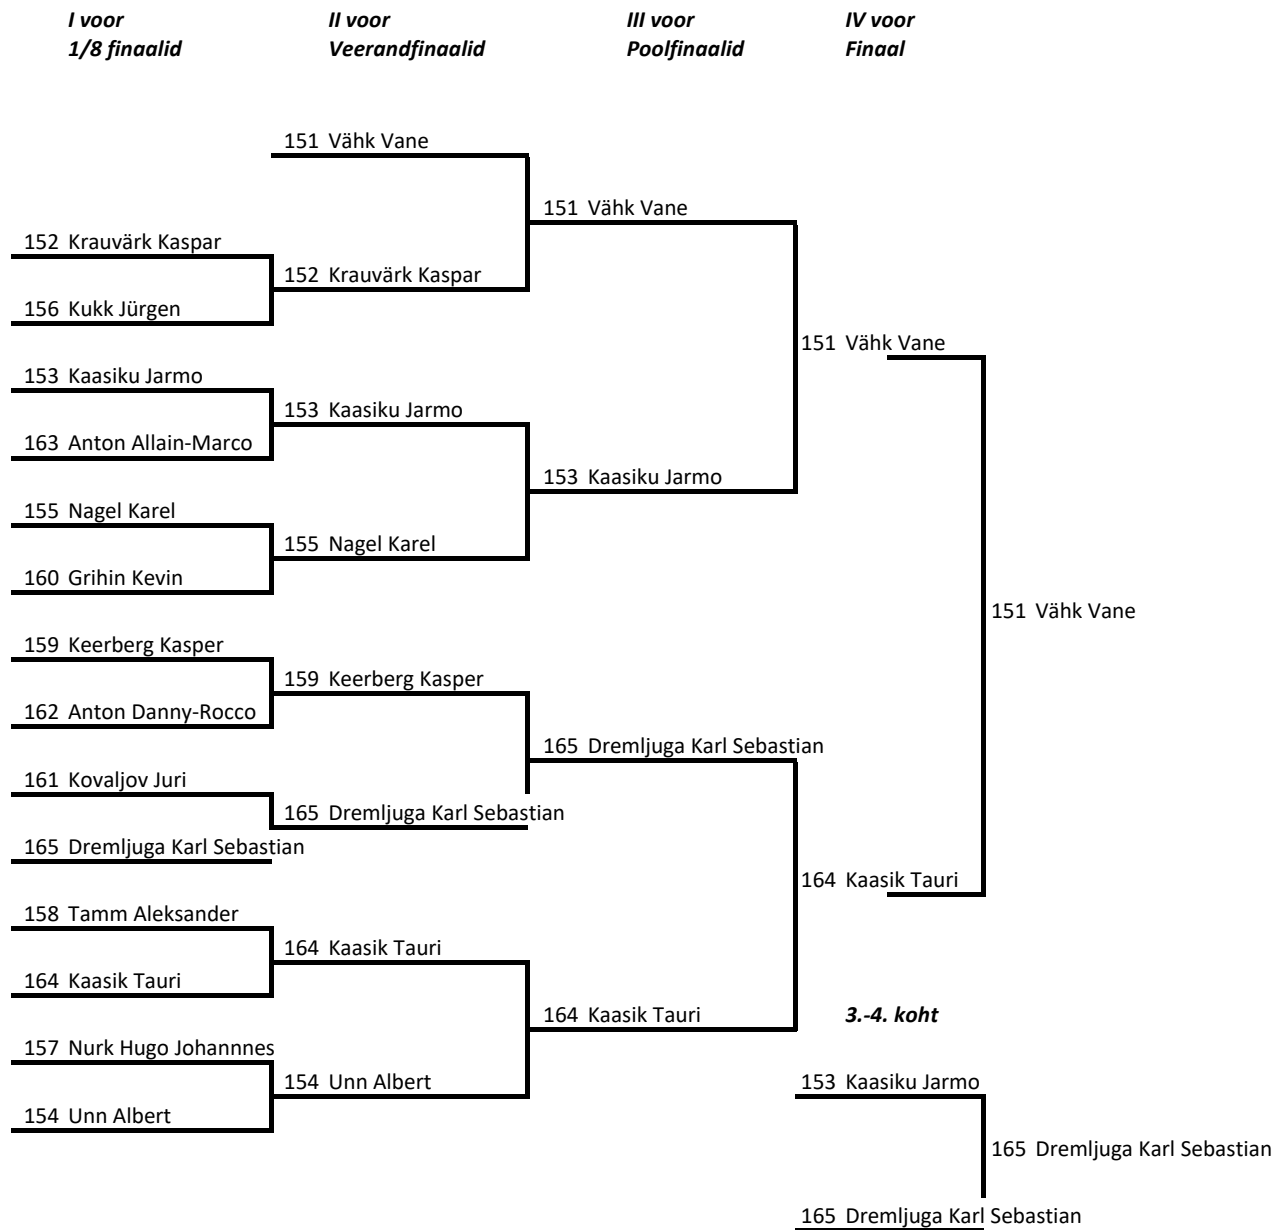 I voor II voor III voor IV voor
1/8 finaalid Veerandfinaalid Poolfinaalid Finaal
151 Vähk Vane
151 Vähk Vane
152 Krauvärk Kaspar
152 Krauvärk Kaspar
156 Kukk Jürgen
151 Vähk Vane
153 Kaasiku Jarmo
153 Kaasiku Jarmo
163 Anton Allain-Marco
153 Kaasiku Jarmo
155 Nagel Karel
155 Nagel Karel
160 Grihin Kevin
151 Vähk Vane
159 Keerberg Kasper
159 Keerberg Kasper
162 Anton Danny-Rocco
165 Dremljuga Karl Sebastian
161 Kovaljov Juri
165 Dremljuga Karl Sebastian
165 Dremljuga Karl Sebastian
164 Kaasik Tauri
158 Tamm Aleksander
164 Kaasik Tauri
164 Kaasik Tauri
164 Kaasik Tauri 3.-4. koht
157 Nurk Hugo Johannnes
154 Unn Albert 153 Kaasiku Jarmo
154 Unn Albert
165 Dremljuga Karl Sebastian
165 Dremljuga Karl Sebastian